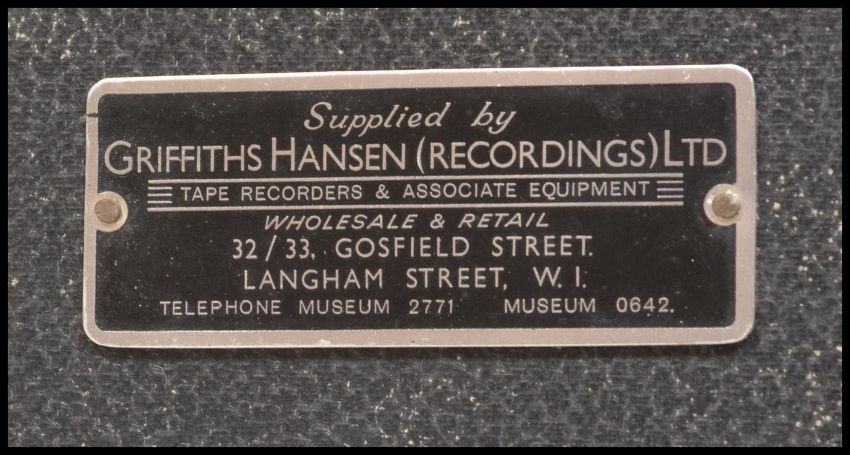 Supplied by
GRIFFITHS HANSEN (RECORDINGS) LTD
TAPE RECORDERS & ASSOCIATE EQUIPMENT
WHOLESALE & RETAIL
32/33, GOSFIELD STREET.
LANGHAM STREET, W.1.
TELEPHONE MUSEUM 2771 MUSEUM 0642.